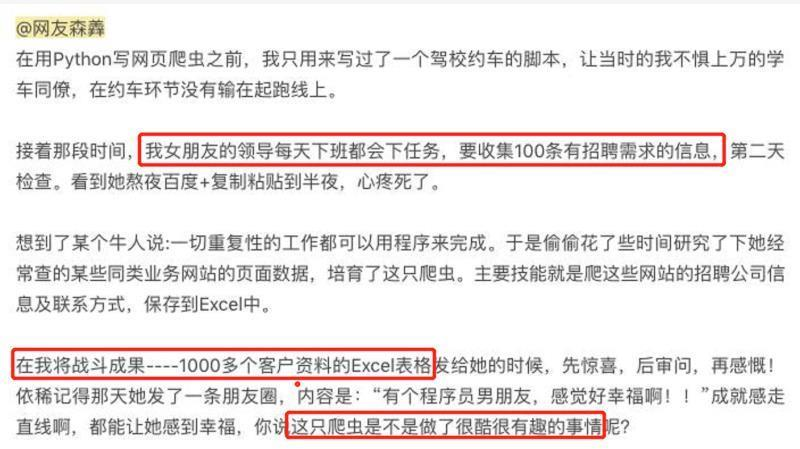 @网友森羴
在用Python写网页爬虫之前，我只用来写过了一个驾校约车的脚本，让当时的我不惧上万的学
车同僚，在约车环节没有输在起跑线上。
接着那段时间，我女朋友的领导每天下班都会下任务，要收集100条有招聘需求的信息，第二天
检查。看到她熬夜百度+复制粘贴到半夜，心疼死了。
想到了某个牛人说:一切重复性的工作都可以用程序来完成。于是偷偷花了些时间研究了下她经
常查的某些同类业务网站的页面数据，培育了这只爬虫。主要技能就是爬这些网站的招聘公司信
息及联系方式，保存到Excel中。
在我将战斗成果----1000多个客户资料的Excel表格发给她的时候，先惊喜，后审问，再感慨！
依稀记得那天她发了一条朋友圈，内容是：“有个程序员男朋友，感觉好幸福啊！！”成就感走
直线啊，都能让她感到幸福，你说这只爬虫是不是做了很酷很有趣的事情呢？